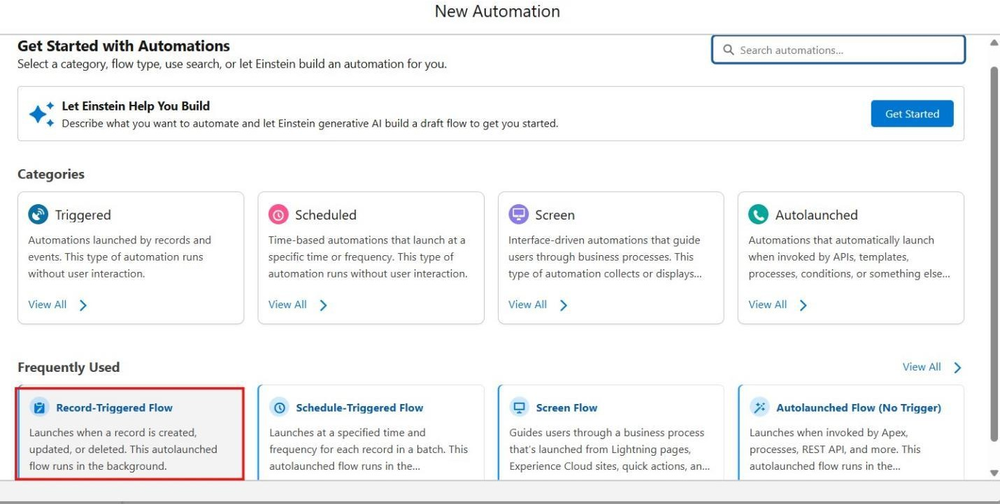 New Automation
Get Started with Automations
Search automations...
Select a category, flow type, use search, or let Einstein build an automation for you.
Let Einstein Help You Build
Describe what you want to automate and let Einstein generative AI build a draft flow to get you started.
Get Started
Categories
Triggered
Automations launched by records and
events. This type of automation runs
without user interaction.
View All
Scheduled
Time-based automations that launch at a
specific time or frequency. This type of
automation runs without user interaction.
View All
Screen
Interface-driven automations that guide
users through business processes. This
type of automation collects or displays...
View All
Autolaunched
Automations that automatically launch
when invoked by APIs, templates,
processes, conditions, or something else...
View All
Frequently Used
View All
Record-Triggered Flow
Launches when a record is created,
updated, or deleted. This autolaunched
flow runs in the background.
Schedule-Triggered Flow
Launches at a specified time and
frequency for each record in a batch. This
autolaunched flow runs in the...
Screen Flow
Guides users through a business process
that's launched from Lightning pages,
Experience Cloud sites, quick actions, an...
Autolaunched Flow (No Trigger)
Launches when invoked by Apex,
processes, REST API, and more. This
autolaunched flow runs in the...